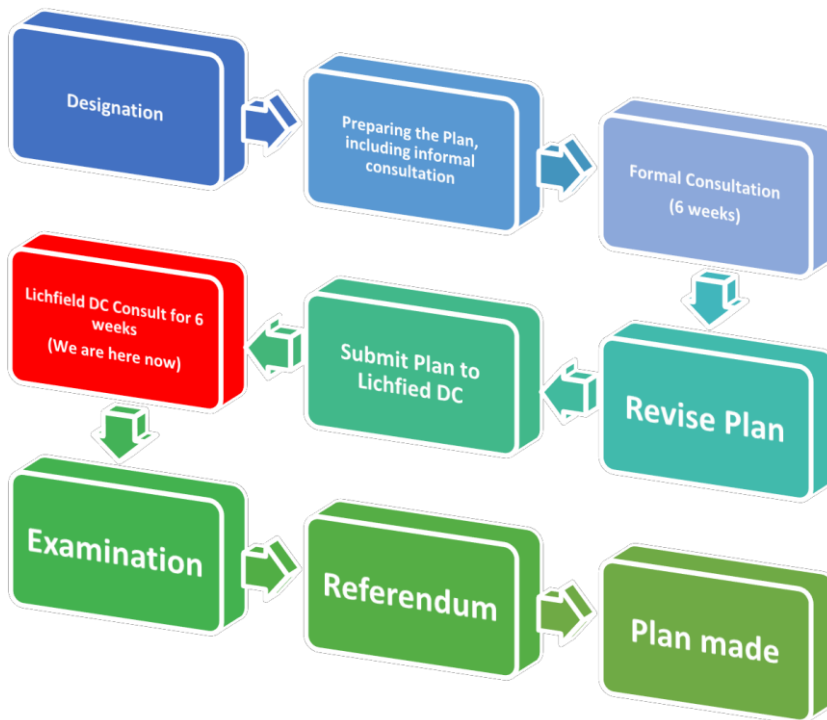 Designation
Preparing the Plan,
including informal
consultation
Formal Consultation
(6 weeks)
Revise Plan
Submit Plan to
Lichfied DC
Lichfield DC Consult for 6
weeks
(We are here now)
Examination
Referendum
Plan made